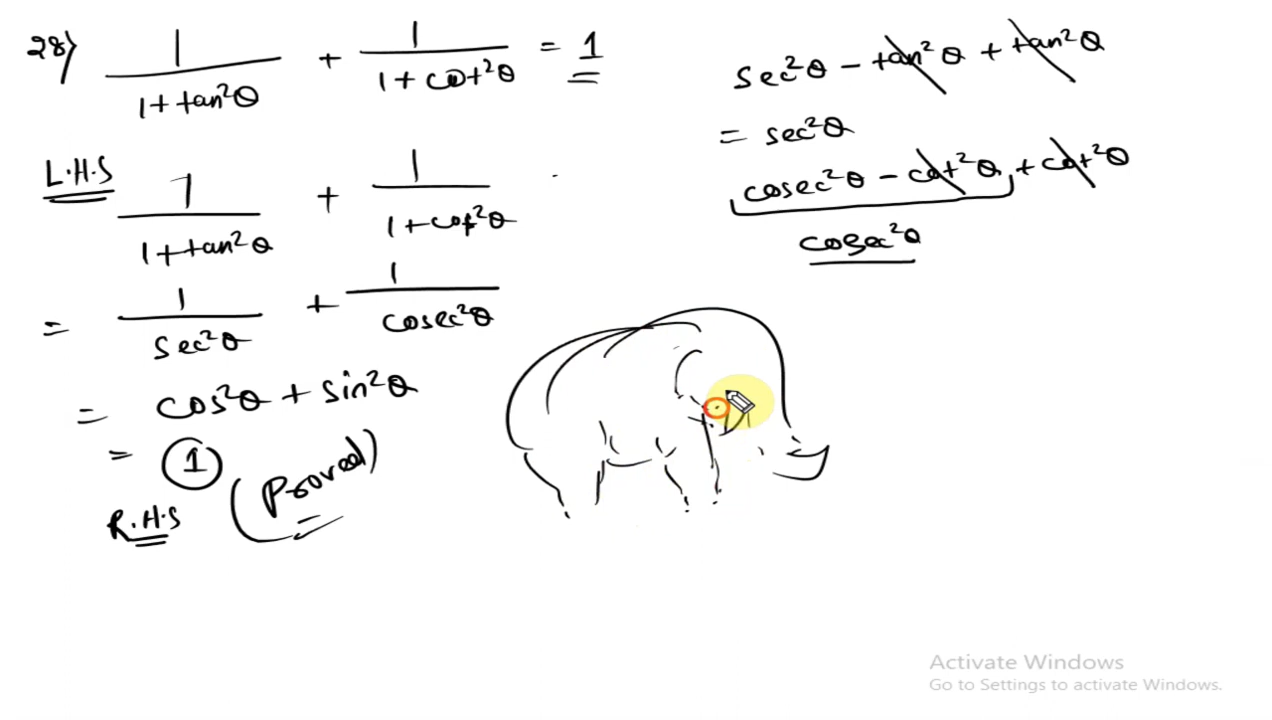 28) 1/(1 + tan²θ) + 1/(1 + cot²θ) = 1
L.H.S 1/(1 + tan²θ) + 1/(1 + cot²θ)
= 1/sec²θ + 1/cosec²θ
= cos²θ + sin²θ
= 1
R.H.S (Proved)
sec²θ − tan²θ + tan²θ
= sec²θ
cosec²θ − cot²θ + cot²θ
cosec²θ
Activate Windows
Go to Settings to activate Windows.